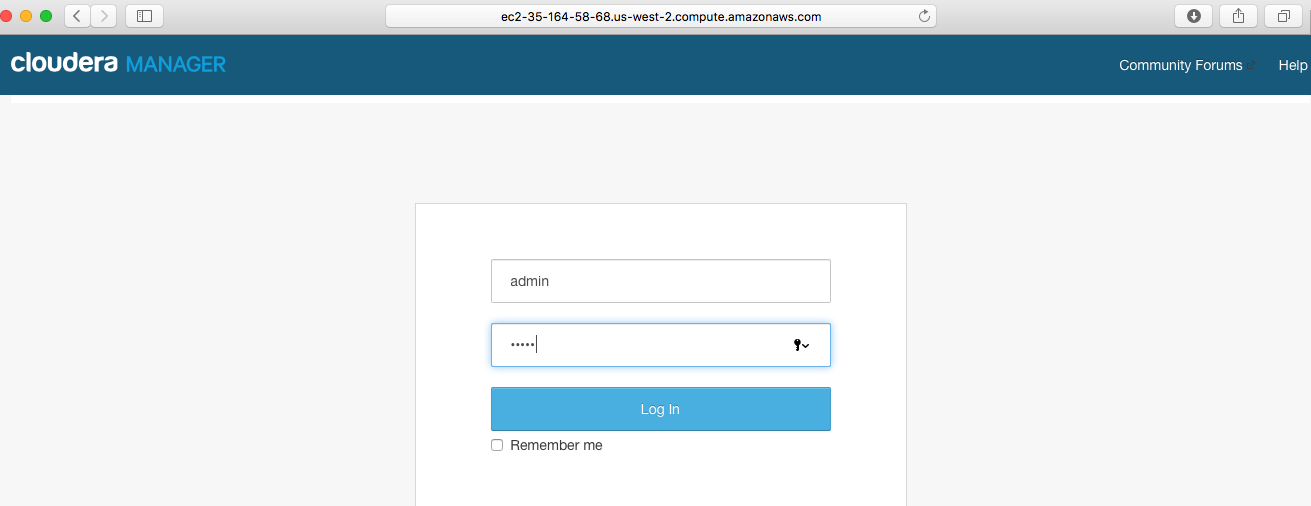 ec2-35-164-58-68.us-west-2.compute.amazonaws.com
cloudera MANAGER
Community Forums
Help
admin
•••••
Log In
Remember me